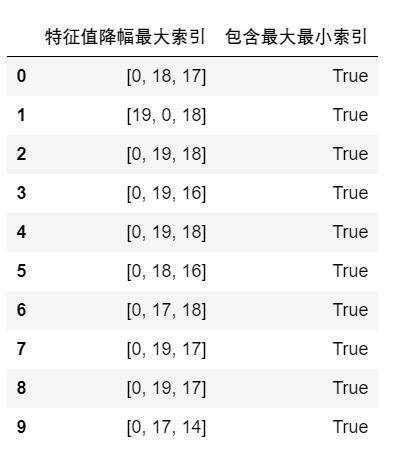 特征值降幅最大索引 包含最大最小索引
0 [0, 18, 17] True
1 [19, 0, 18] True
2 [0, 19, 18] True
3 [0, 19, 16] True
4 [0, 19, 18] True
5 [0, 18, 16] True
6 [0, 17, 18] True
7 [0, 19, 17] True
8 [0, 19, 17] True
9 [0, 17, 14] True